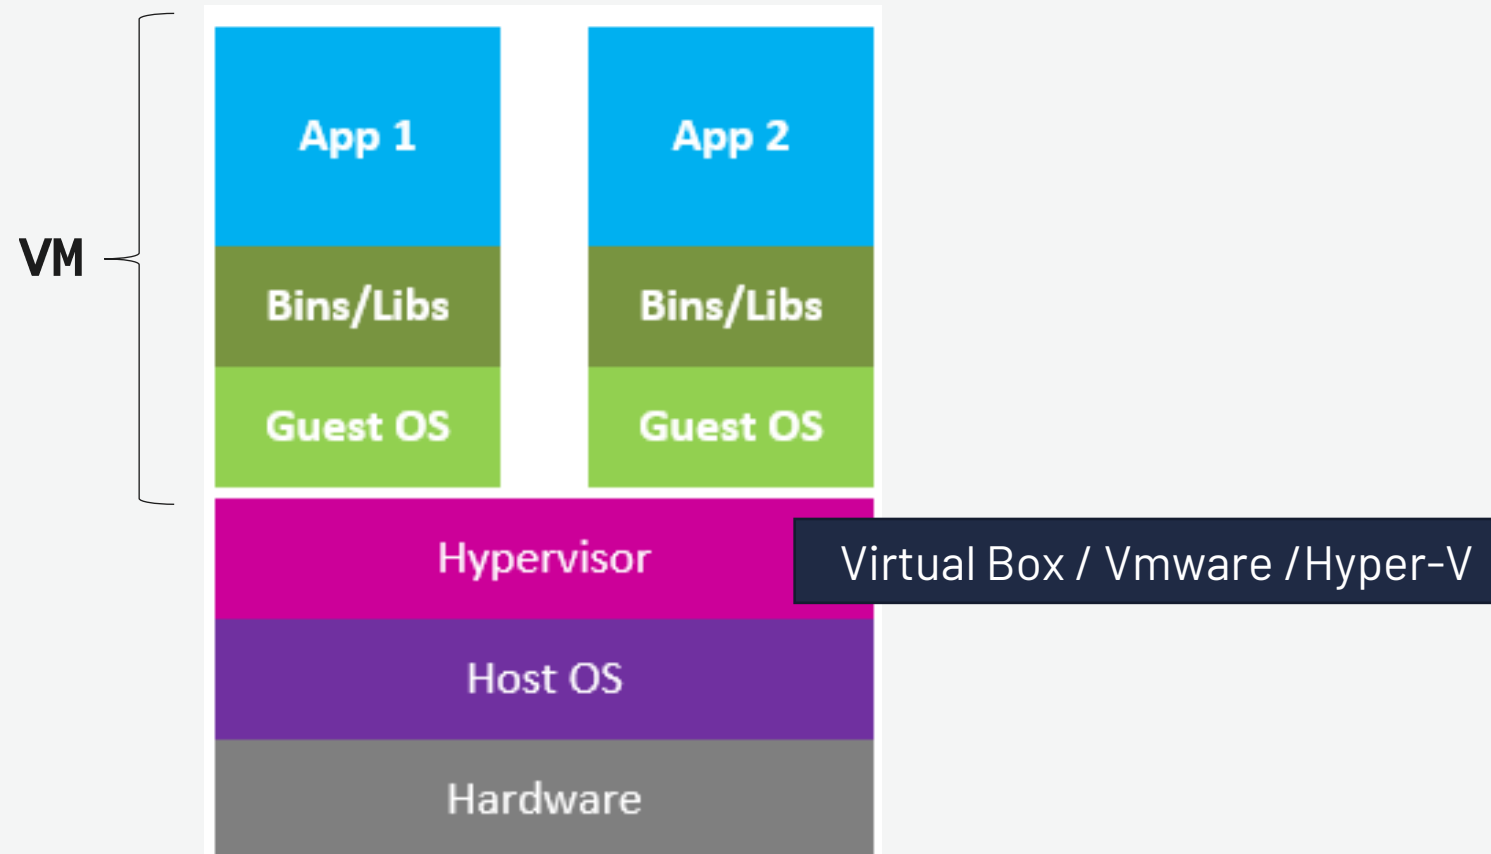 App 1
App 2
VM
Bins/Libs
Bins/Libs
Guest OS
Guest OS
Hypervisor
Virtual Box / Vmware /Hyper-V
Host OS
Hardware